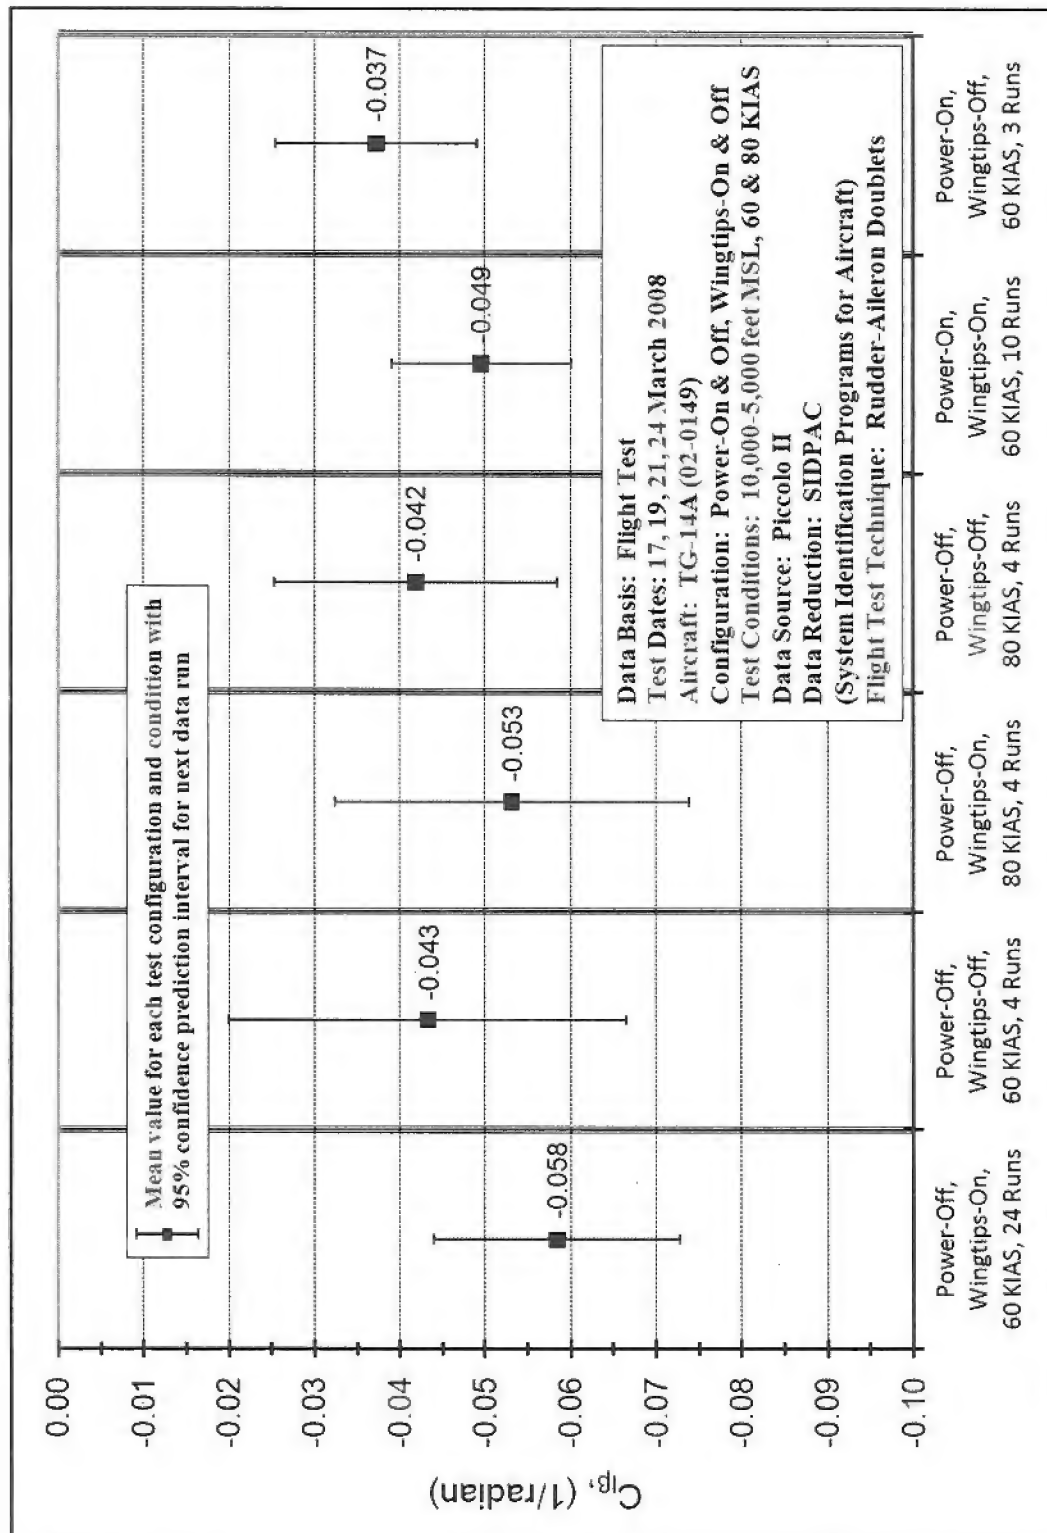 Mean value for each test configuration and condition with
95% confidence prediction interval for next data run
C_lβ, (1/radian)
0.00
-0.01
-0.02
-0.03
-0.04
-0.05
-0.06
-0.07
-0.08
-0.09
-0.10
-0.058
-0.043
-0.053
-0.042
-0.049
-0.037
Data Basis: Flight Test
Test Dates: 17, 19, 21, 24 March 2008
Aircraft: TG-14A (02-0149)
Configuration: Power-On & Off, Wingtips-On & Off
Test Conditions: 10,000-5,000 feet MSL, 60 & 80 KIAS
Data Source: Piccolo II
Data Reduction: SIDPAC
(System Identification Programs for Aircraft)
Flight Test Technique: Rudder-Aileron Doublets
Power-Off,
Wingtips-On,
60 KIAS, 24 Runs
Power-Off,
Wingtips-Off,
60 KIAS, 4 Runs
Power-Off,
Wingtips-On,
80 KIAS, 4 Runs
Power-Off,
Wingtips-Off,
80 KIAS, 4 Runs
Power-On,
Wingtips-On,
60 KIAS, 10 Runs
Power-On,
Wingtips-Off,
60 KIAS, 3 Runs